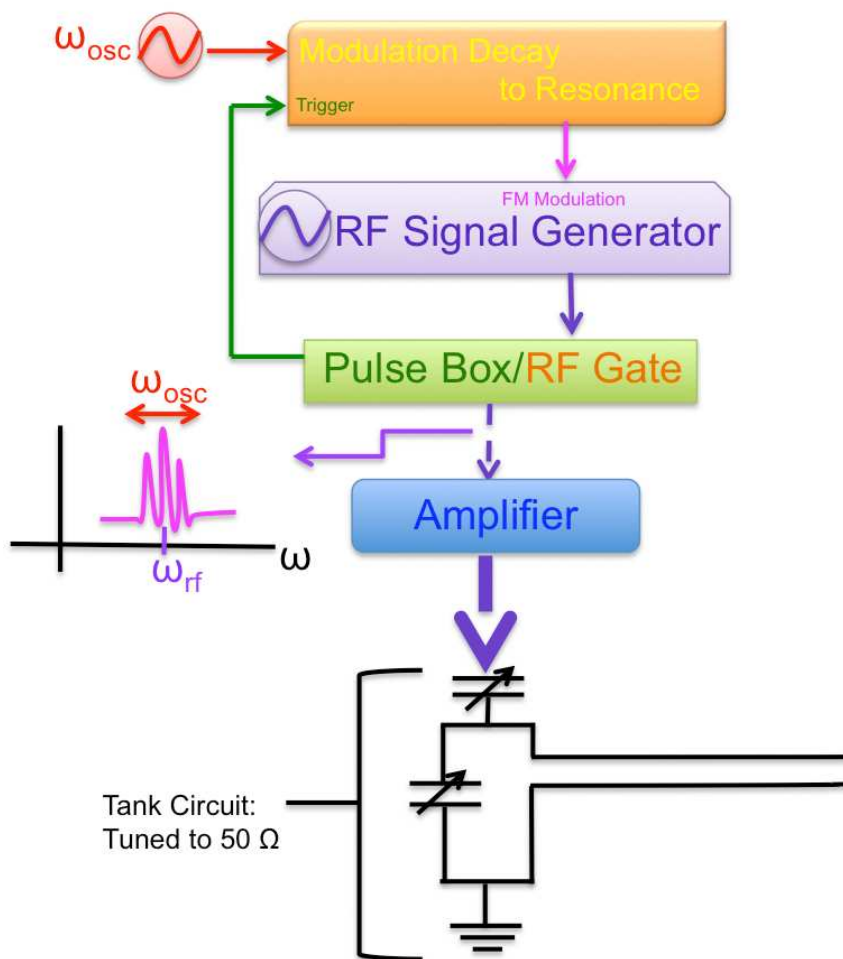 ωosc
Modulation Decay
to Resonance
Trigger
FM Modulation
RF Signal Generator
Pulse Box/RF Gate
ωosc
Amplifier
ω
ωrf
Tank Circuit:
Tuned to 50 Ω